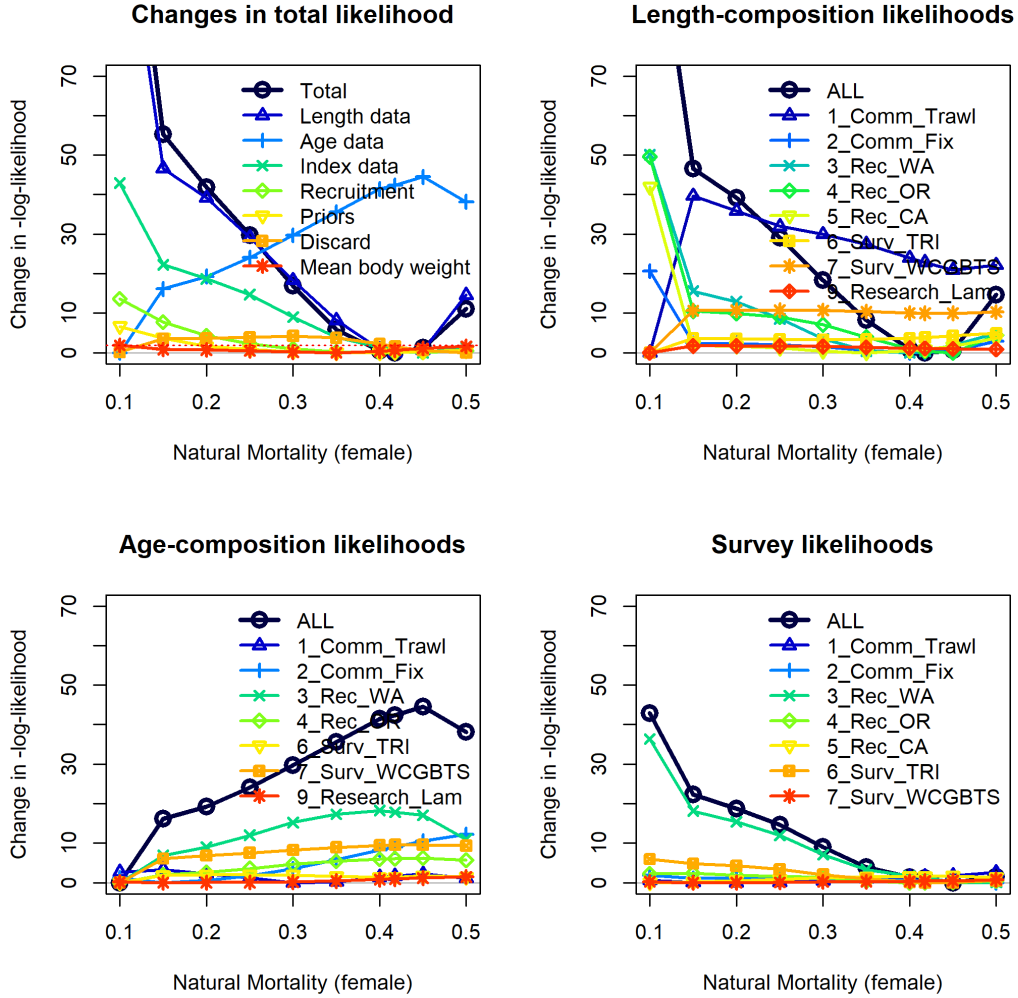 Changes in total likelihood
Change in -log-likelihood
70
50
30
10
0
Total
Length data
Age data
Index data
Recruitment
Priors
Discard
Mean body weight
0.1 0.2 0.3 0.4 0.5
Natural Mortality (female)
Length-composition likelihoods
Change in -log-likelihood
70
50
30
10
0
ALL
1_Comm_Trawl
2_Comm_Fix
3_Rec_WA
4_Rec_OR
5_Rec_CA
6_Surv_TRI
7_Surv_WCGBTS
9_Research_Lam
0.1 0.2 0.3 0.4 0.5
Natural Mortality (female)
Age-composition likelihoods
Change in -log-likelihood
70
50
30
10
0
ALL
1_Comm_Trawl
2_Comm_Fix
3_Rec_WA
4_Rec_OR
6_Surv_TRI
7_Surv_WCGBTS
9_Research_Lam
0.1 0.2 0.3 0.4 0.5
Natural Mortality (female)
Survey likelihoods
Change in -log-likelihood
70
50
30
10
0
ALL
1_Comm_Trawl
2_Comm_Fix
3_Rec_WA
4_Rec_OR
5_Rec_CA
6_Surv_TRI
7_Surv_WCGBTS
0.1 0.2 0.3 0.4 0.5
Natural Mortality (female)